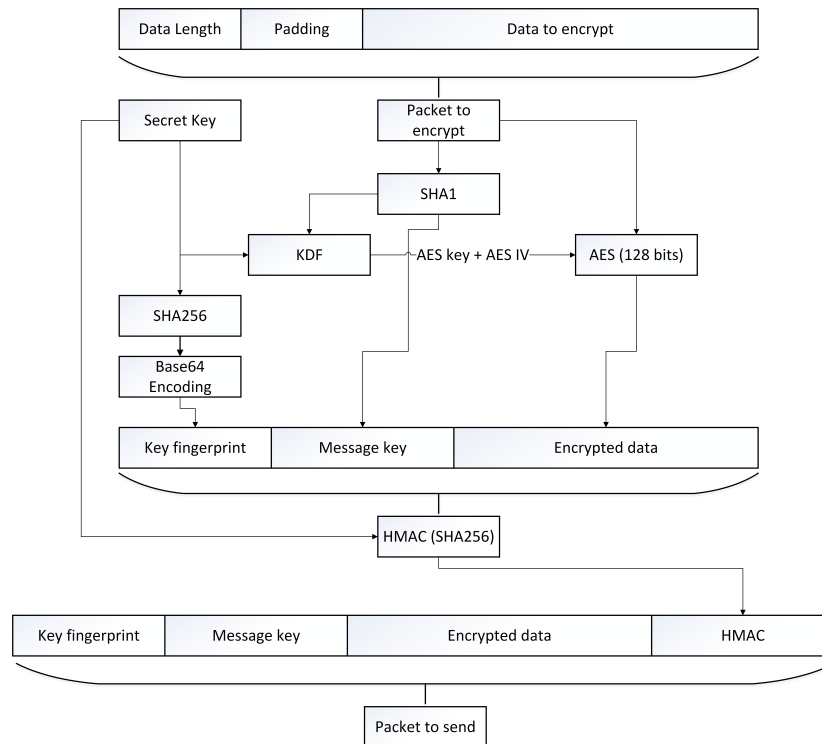 Data Length
Padding
Data to encrypt
Secret Key
Packet to
encrypt
SHA1
KDF
AES key + AES IV
AES (128 bits)
SHA256
Base64
Encoding
Key fingerprint
Message key
Encrypted data
HMAC (SHA256)
Key fingerprint
Message key
Encrypted data
HMAC
Packet to send